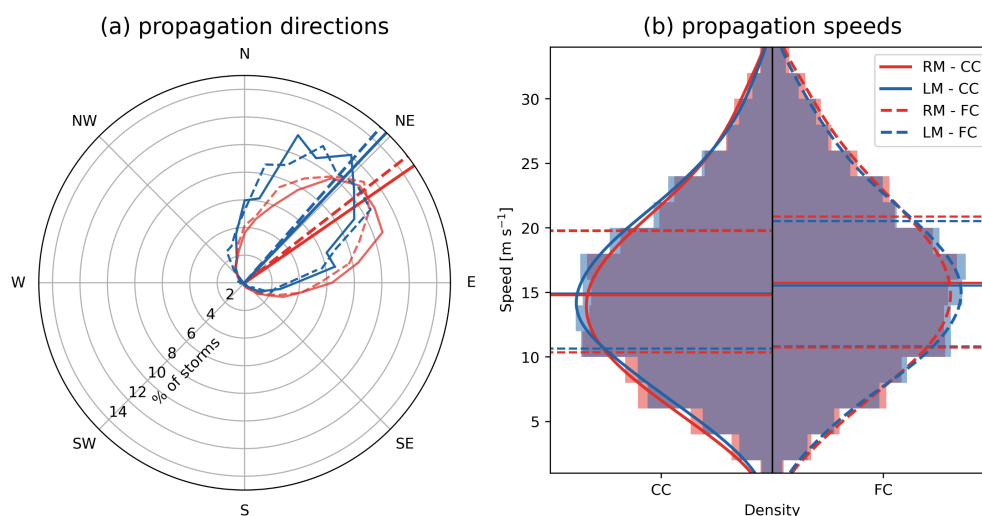 (a) propagation directions
N
NW
NE
W
E
2
4
6
8
10
12
14
% of storms
SW
SE
S
(b) propagation speeds
RM - CC
LM - CC
RM - FC
LM - FC
30
25
20
15
10
5
Speed [m s⁻¹]
CC
FC
Density